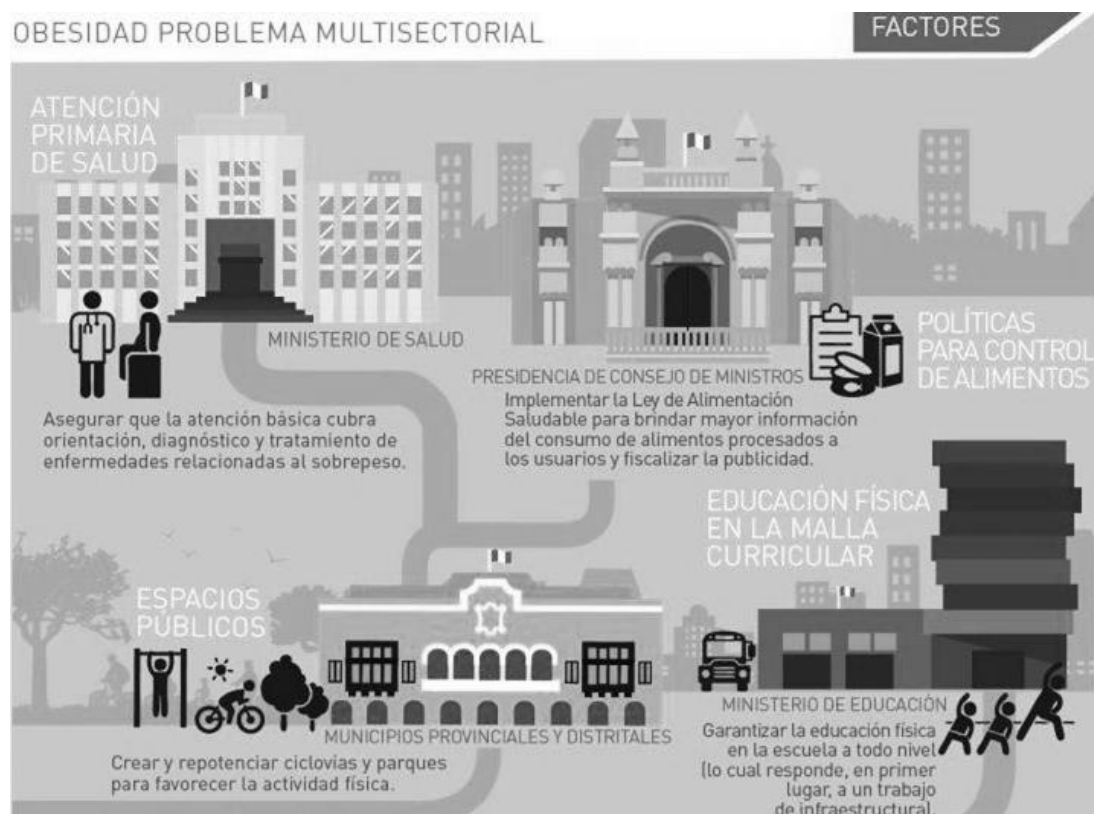 OBESIDAD PROBLEMA MULTISECTORIAL
FACTORES
ATENCIÓN
PRIMARIA
DE SALUD
MINISTERIO DE SALUD
Asegurar que la atención básica cubra
orientación, diagnóstico y tratamiento de
enfermedades relacionadas al sobrepeso.
PRESIDENCIA DE CONSEJO DE MINISTROS
POLÍTICAS
PARA CONTROL
DE ALIMENTOS
Implementar la Ley de Alimentación
Saludable para brindar mayor información
del consumo de alimentos procesados a
los usuarios y fiscalizar la publicidad.
ESPACIOS
PÚBLICOS
MUNICIPIOS PROVINCIALES Y DISTRITALES
Crear y repotenciar ciclovias y parques
para favorecer la actividad física.
EDUCACIÓN FÍSICA
EN LA MALLA
CURRICULAR
MINISTERIO DE EDUCACIÓN
Garantizar la educación física
en la escuela a todo nivel
(lo cual responde, en primer
lugar, a un trabajo
de infraestructural.